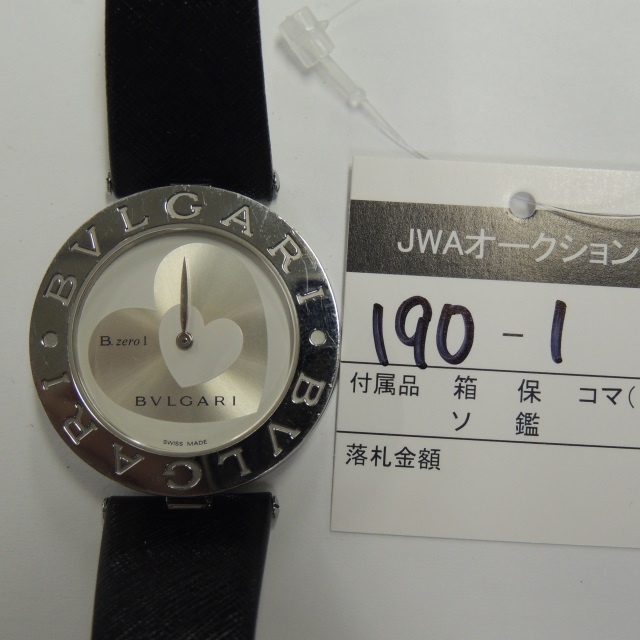 BVLGARI
BVLGARI
B.zero1
BVLGARI
SWISS MADE
JWAオークション
190-1
付属品 箱 保 コマ(
ソ 鑑
落札金額